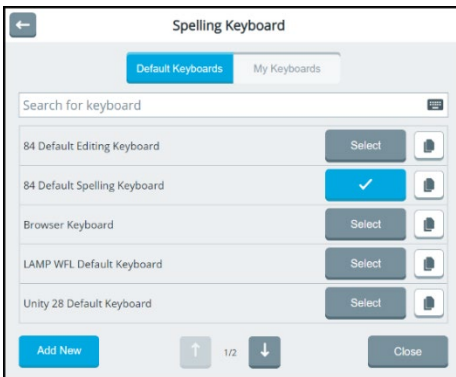 Spelling Keyboard
Default Keyboards My Keyboards
Search for keyboard
84 Default Editing Keyboard Select
84 Default Spelling Keyboard
Browser Keyboard Select
LAMP WFL Default Keyboard Select
Unity 28 Default Keyboard Select
Add New 1/2 Close